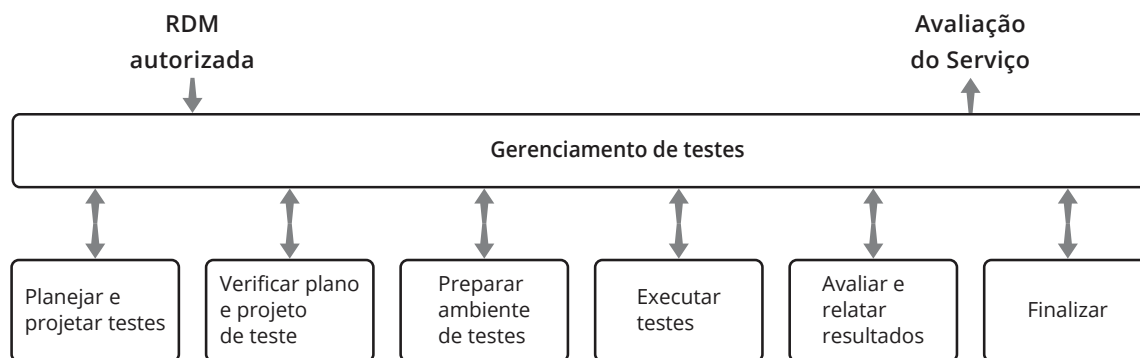 RDM
autorizada
Avaliação
do Serviço
Gerenciamento de testes
Planejar e
projetar testes
Verificar plano
e projeto
de teste
Preparar
ambiente
de testes
Executar
testes
Avaliar e
relatar
resultados
Finalizar